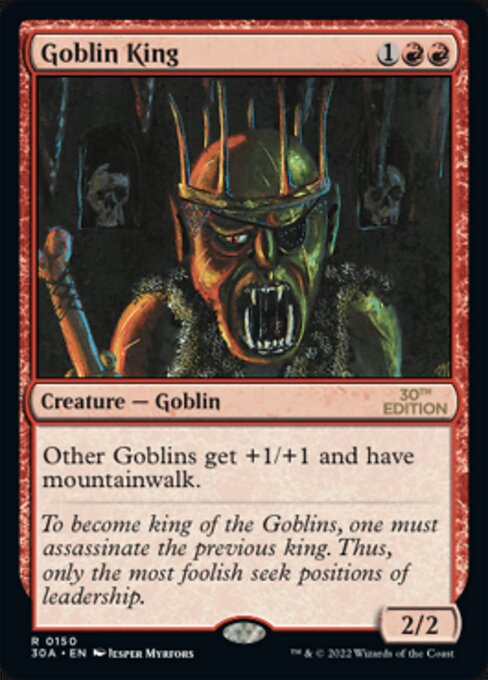 Goblin King 1
Creature — Goblin
30TH
EDITION
Other Goblins get +1/+1 and have
mountainwalk.
To become king of the Goblins, one must
assassinate the previous king. Thus,
only the most foolish seek positions of
leadership.
2/2
R 0150
30A • EN Jesper Myrfors
™ & © 2022 Wizards of the Coast